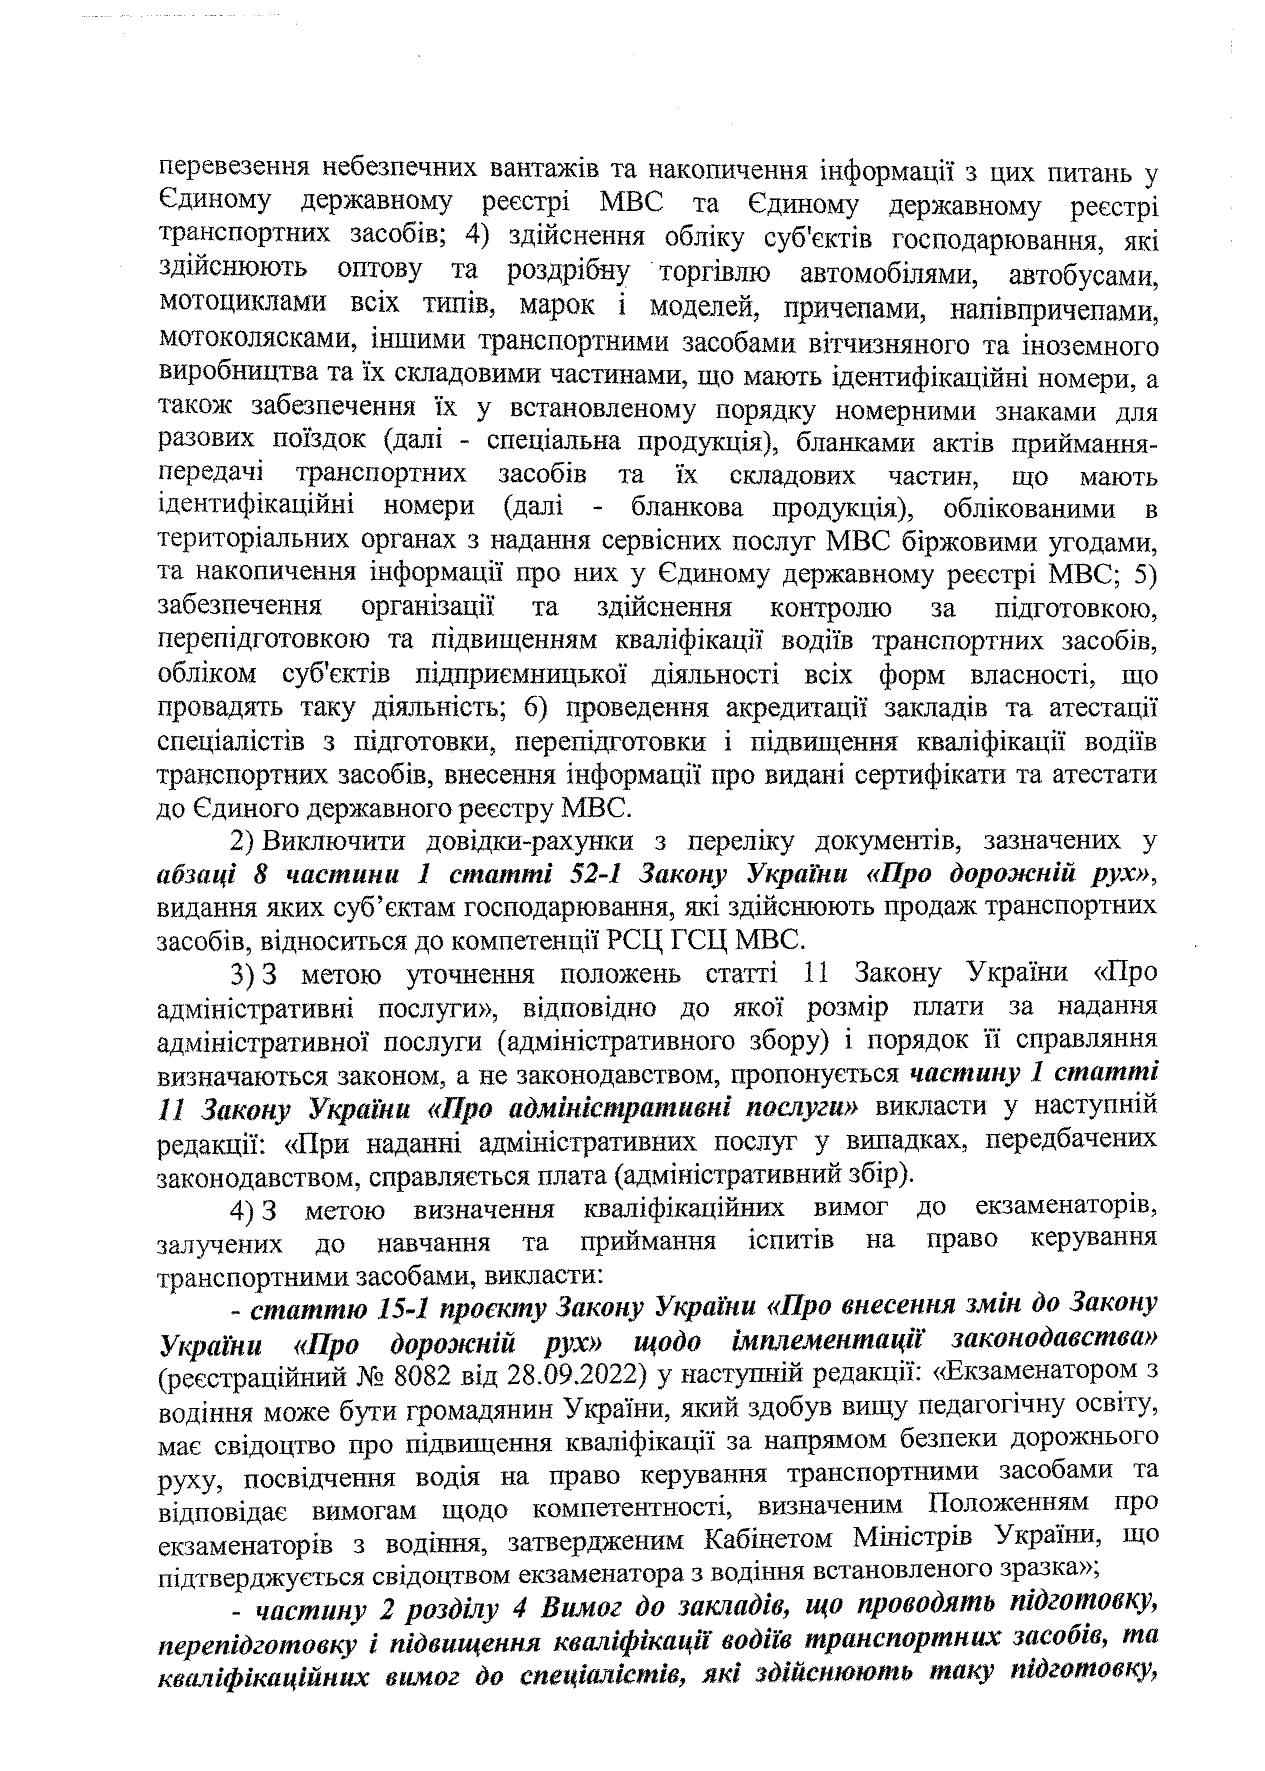 перевезення небезпечних вантажів та накопичення інформації з цих питань у
Єдиному державному реєстрі МВС та Єдиному державному реєстрі
транспортних засобів; 4) здійснення обліку суб'єктів господарювання, які
здійснюють оптову та роздрібну торгівлю автомобілями, автобусами,
мотоциклами всіх типів, марок і моделей, причепами, напівпричепами,
мотоколясками, іншими транспортними засобами вітчизняного та іноземного
виробництва та їх складовими частинами, що мають ідентифікаційні номери, а
також забезпечення їх у встановленому порядку номерними знаками для
разових поїздок (далі - спеціальна продукція), бланками актів приймання-
передачі транспортних засобів та їх складових частин, що мають
ідентифікаційні номери (далі - бланкова продукція), облікованими в
територіальних органах з надання сервісних послуг МВС біржовими угодами,
та накопичення інформації про них у Єдиному державному реєстрі МВС; 5)
забезпечення організації та здійснення контролю за підготовкою,
перепідготовкою та підвищенням кваліфікації водіїв транспортних засобів,
обліком суб'єктів підприємницької діяльності всіх форм власності, що
провадять таку діяльність; 6) проведення акредитації закладів та атестації
спеціалістів з підготовки, перепідготовки і підвищення кваліфікації водіїв
транспортних засобів, внесення інформації про видані сертифікати та атестати
до Єдиного державного реєстру МВС.
2) Виключити довідки-рахунки з переліку документів, зазначених у
абзаці 8 частини 1 статті 52-1 Закону України «Про дорожній рух»,
видання яких суб’єктам господарювання, які здійснюють продаж транспортних
засобів, відноситься до компетенції РСЦ ГСЦ МВС.
3) З метою уточнення положень статті 11 Закону України «Про
адміністративні послуги», відповідно до якої розмір плати за надання
адміністративної послуги (адміністративного збору) і порядок її справляння
визначаються законом, а не законодавством, пропонується частину 1 статті
11 Закону України «Про адміністративні послуги» викласти у наступній
редакції: «При наданні адміністративних послуг у випадках, передбачених
законодавством, справляється плата (адміністративний збір).
4) З метою визначення кваліфікаційних вимог до екзаменаторів,
залучених до навчання та приймання іспитів на право керування
транспортними засобами, викласти:
- статтю 15-1 проєкту Закону України «Про внесення змін до Закону
України «Про дорожній рух» щодо імплементації законодавства»
(реєстраційний № 8082 від 28.09.2022) у наступній редакції: «Екзаменатором з
водіння може бути громадянин України, який здобув вищу педагогічну освіту,
має свідоцтво про підвищення кваліфікації за напрямом безпеки дорожнього
руху, посвідчення водія на право керування транспортними засобами та
відповідає вимогам щодо компетентності, визначеним Положенням про
екзаменаторів з водіння, затвердженим Кабінетом Міністрів України, що
підтверджується свідоцтвом екзаменатора з водіння встановленого зразка»;
- частину 2 розділу 4 Вимог до закладів, що проводять підготовку,
перепідготовку і підвищення кваліфікації водіїв транспортних засобів, та
кваліфікаційних вимог до спеціалістів, які здійснюють таку підготовку,